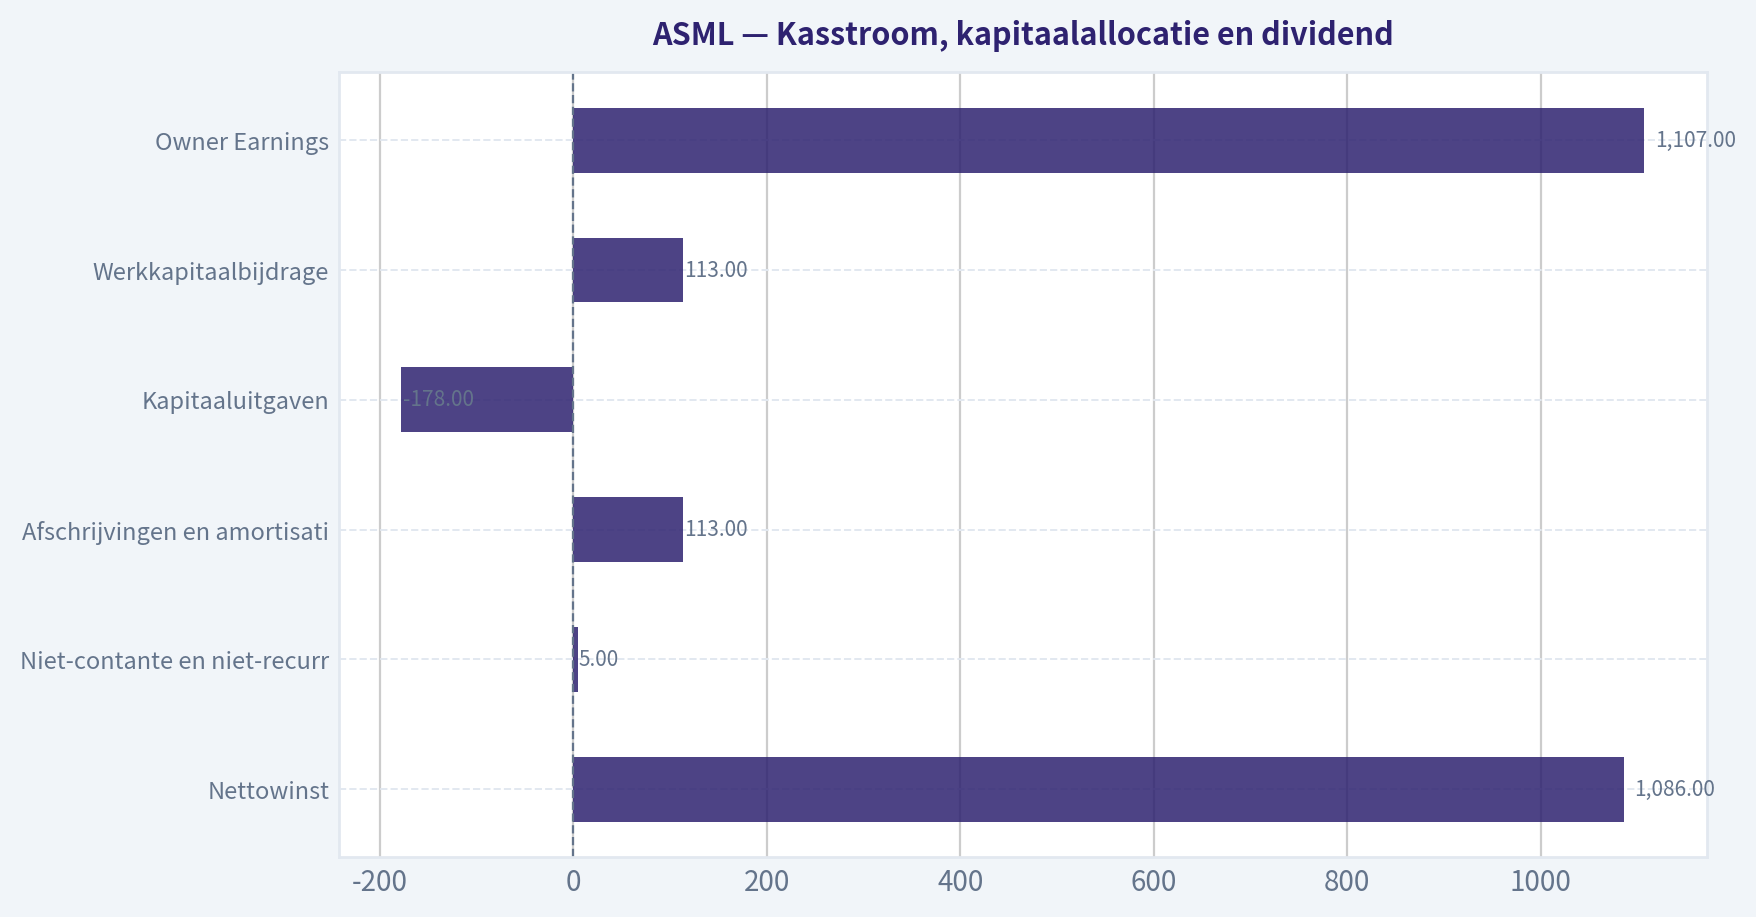 ASML — Kasstroom, kapitaalallocatie en dividend
Owner Earnings
1,107.00
Werkkapitaalbijdrage
113.00
Kapitaaluitgaven
-178.00
Afschrijvingen en amortisati
113.00
Niet-contante en niet-recurr
5.00
Nettowinst
1,086.00
-200 0 200 400 600 800 1000